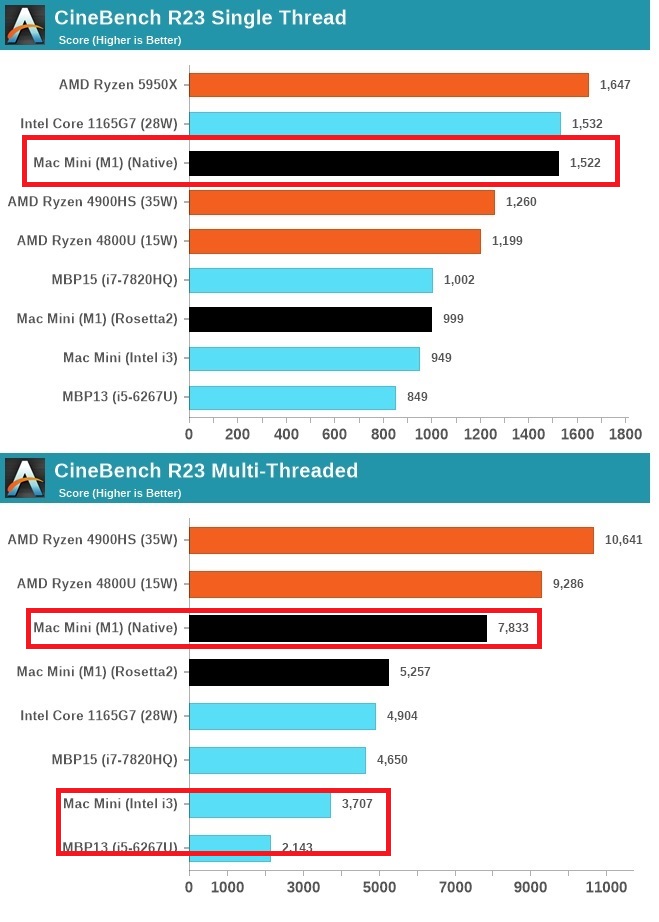 CineBench R23 Single Thread
Score (Higher is Better)
AMD Ryzen 5950X 1,647
Intel Core 1165G7 (28W) 1,532
Mac Mini (M1) (Native) 1,522
AMD Ryzen 4900HS (35W) 1,260
AMD Ryzen 4800U (15W) 1,199
MBP15 (i7-7820HQ) 1,002
Mac Mini (M1) (Rosetta2) 999
Mac Mini (Intel i3) 949
MBP13 (i5-6267U) 849
0 200 400 600 800 1000 1200 1400 1600 1800
CineBench R23 Multi-Threaded
Score (Higher is Better)
AMD Ryzen 4900HS (35W) 10,641
AMD Ryzen 4800U (15W) 9,286
Mac Mini (M1) (Native) 7,833
Mac Mini (M1) (Rosetta2) 5,257
Intel Core 1165G7 (28W) 4,904
MBP15 (i7-7820HQ) 4,650
Mac Mini (Intel i3) 3,707
MBP13 (i5-6267U) 2,143
0 1000 3000 5000 7000 9000 11000